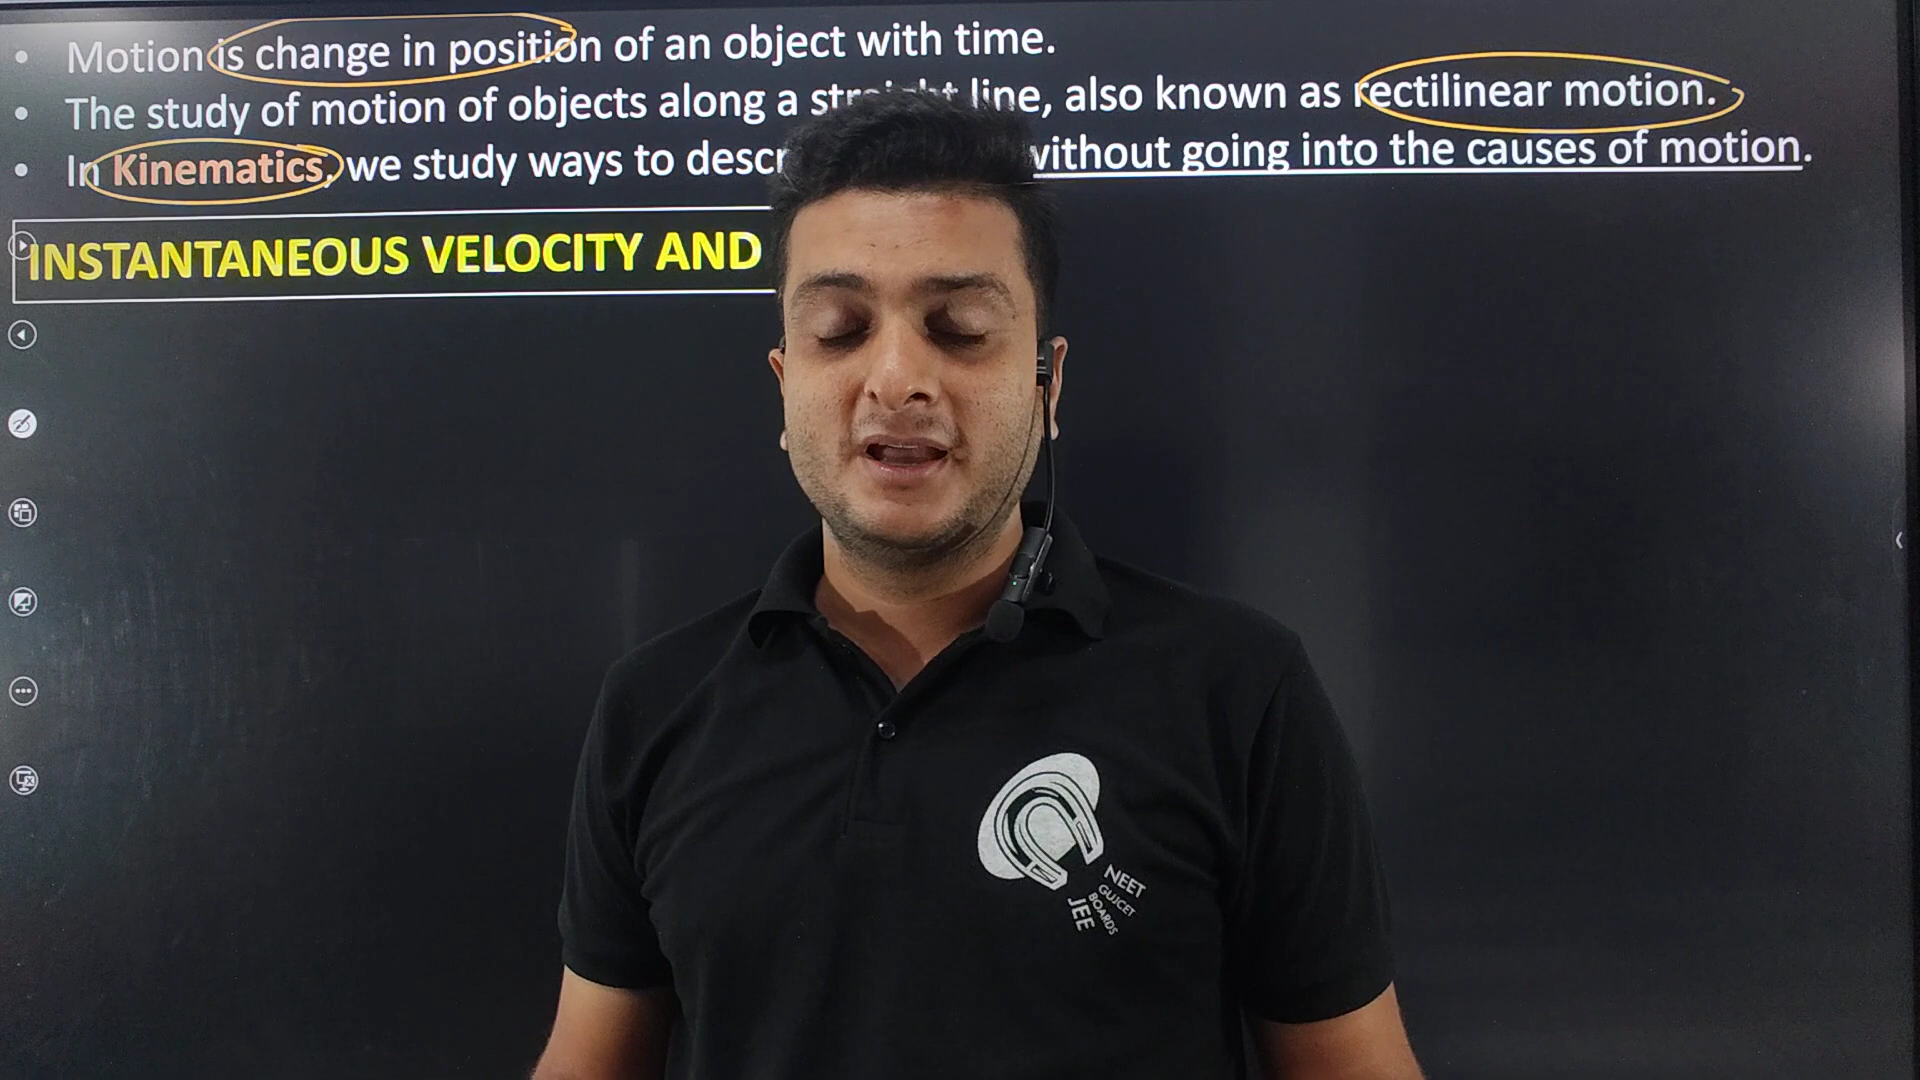 • Motion is change in position of an object with time.
• The study of motion of objects along a line, also known as rectilinear motion.
• In Kinematics, we study ways to without going into the causes of motion.
INSTANTANEOUS VELOCITY AND
NEET
GUJCET
BOARDS
JEE